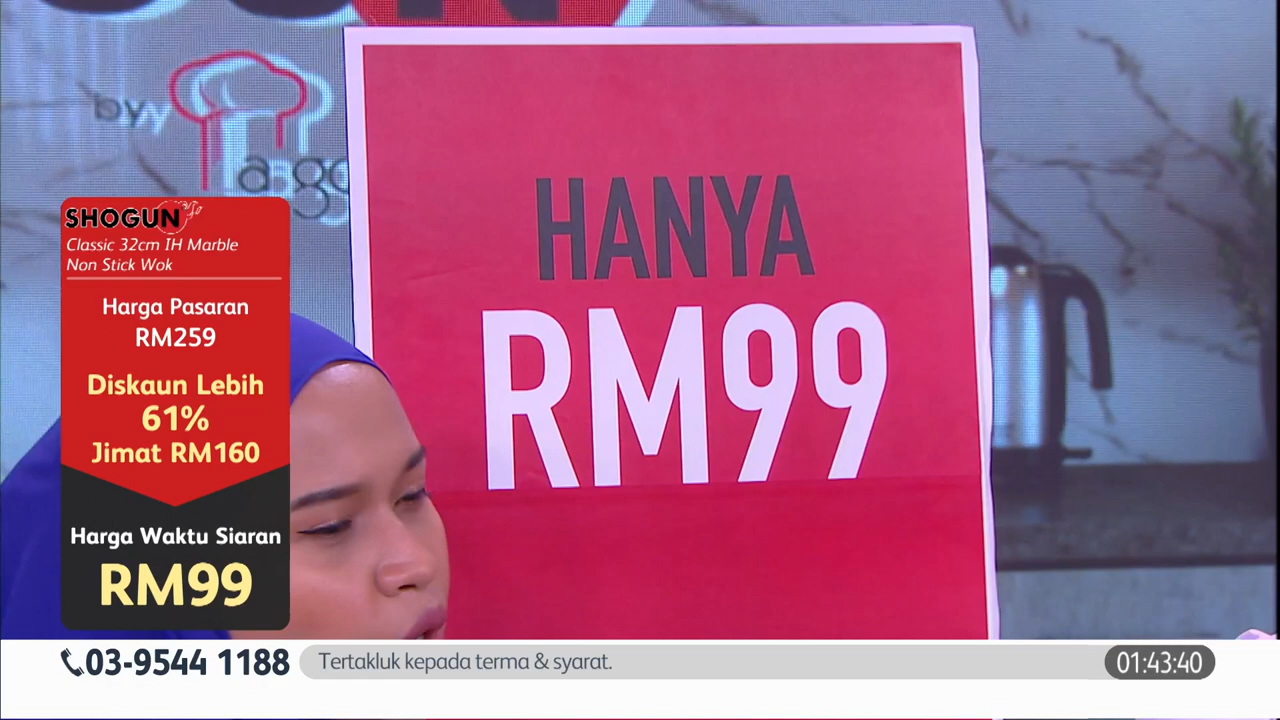 by
HANYA
RM99
SHOGUN
Classic 32cm IH Marble
Non Stick Wok
Harga Pasaran
RM259
Diskaun Lebih
61%
Jimat RM160
Harga Waktu Siaran
RM99
03-9544 1188
Tertakluk kepada terma & syarat.
01:43:40